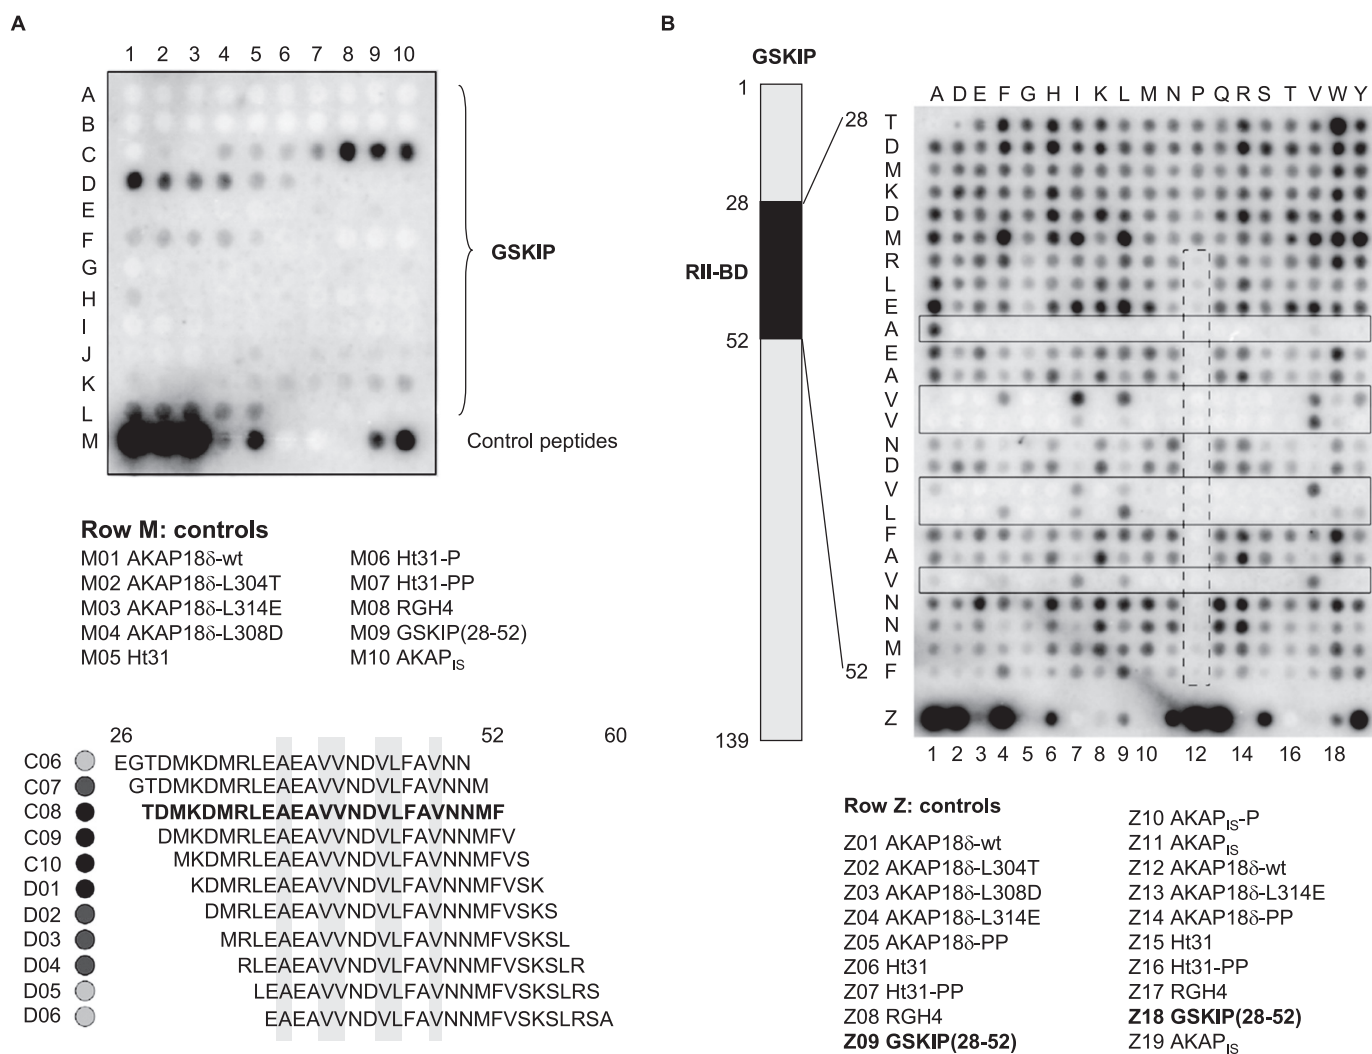 A
1 2 3 4 5 6 7 8 9 10
A
B
C
D
E
F
G
H
I
J
K
L
M
GSKIP
Control peptides
Row M: controls
M01 AKAP18δ-wt
M02 AKAP18δ-L304T
M03 AKAP18δ-L314E
M04 AKAP18δ-L308D
M05 Ht31
M06 Ht31-P
M07 Ht31-PP
M08 RGH4
M09 GSKIP(28-52)
M10 AKAPIS
26 52 60
C06 EGTDMKDMRLEAEAVVNDVLFAVNN
C07 GTDMKDMRLEAEAVVNDVLFAVNNM
C08 TDMKDMRLEAEAVVNDVLFAVNNMF
C09 DMKDMRLEAEAVVNDVLFAVNNMFV
C10 MKDMRLEAEAVVNDVLFAVNNMFVS
D01 KDMRLEAEAVVNDVLFAVNNMFVSK
D02 DMRLEAEAVVNDVLFAVNNMFVSKS
D03 MRLEAEAVVNDVLFAVNNMFVSKSL
D04 RLEAEAVVNDVLFAVNNMFVSKSLR
D05 LEAEAVVNDVLFAVNNMFVSKSLRS
D06 EAEAVVNDVLFAVNNMFVSKSLRSA
B
GSKIP
1
28
RII-BD
52
139
A D E F G H I K L M N P Q R S T V W Y
28 T
D
M
K
D
M
R
L
E
A
E
A
V
V
N
D
V
L
F
A
V
N
N
M
52 F
Z
1 2 3 4 5 6 7 8 9 10 12 14 16 18
Row Z: controls
Z01 AKAP18δ-wt
Z02 AKAP18δ-L304T
Z03 AKAP18δ-L308D
Z04 AKAP18δ-L314E
Z05 AKAP18δ-PP
Z06 Ht31
Z07 Ht31-PP
Z08 RGH4
Z09 GSKIP(28-52)
Z10 AKAPIS-P
Z11 AKAPIS
Z12 AKAP18δ-wt
Z13 AKAP18δ-L314E
Z14 AKAP18δ-PP
Z15 Ht31
Z16 Ht31-PP
Z17 RGH4
Z18 GSKIP(28-52)
Z19 AKAPIS